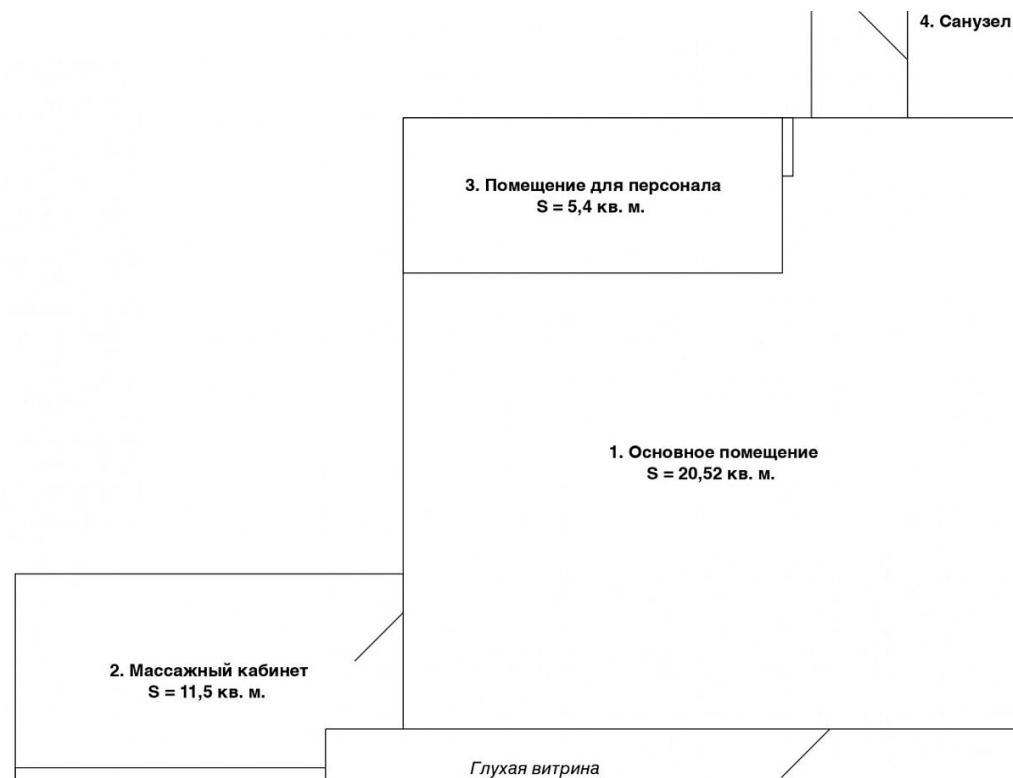 4. Санузел
3. Помещение для персонала
S = 5,4 кв. м.
1. Основное помещение
S = 20,52 кв. м.
2. Массажный кабинет
S = 11,5 кв. м.
Глухая витрина